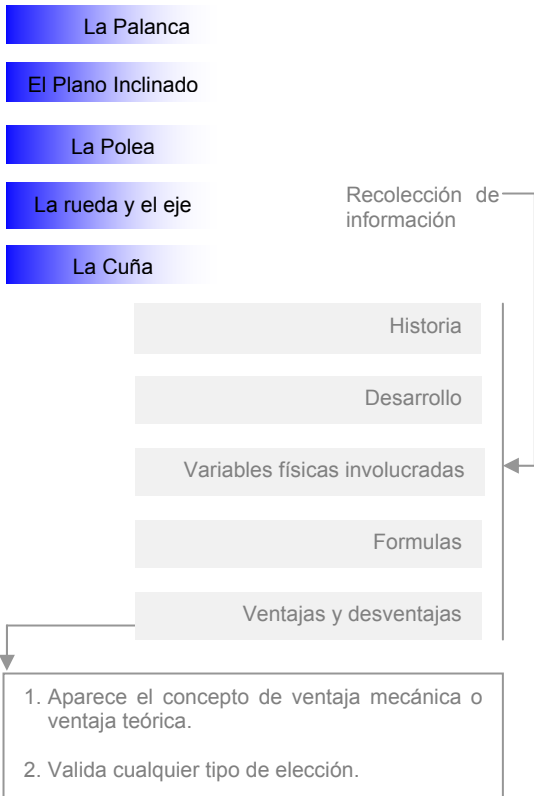 La Palanca
El Plano Inclinado
La Polea
La rueda y el eje
La Cuña
Recolección de
información
Historia
Desarrollo
Variables físicas involucradas
Formulas
Ventajas y desventajas
1. Aparece el concepto de ventaja mecánica o
ventaja teórica.
2. Valida cualquier tipo de elección.